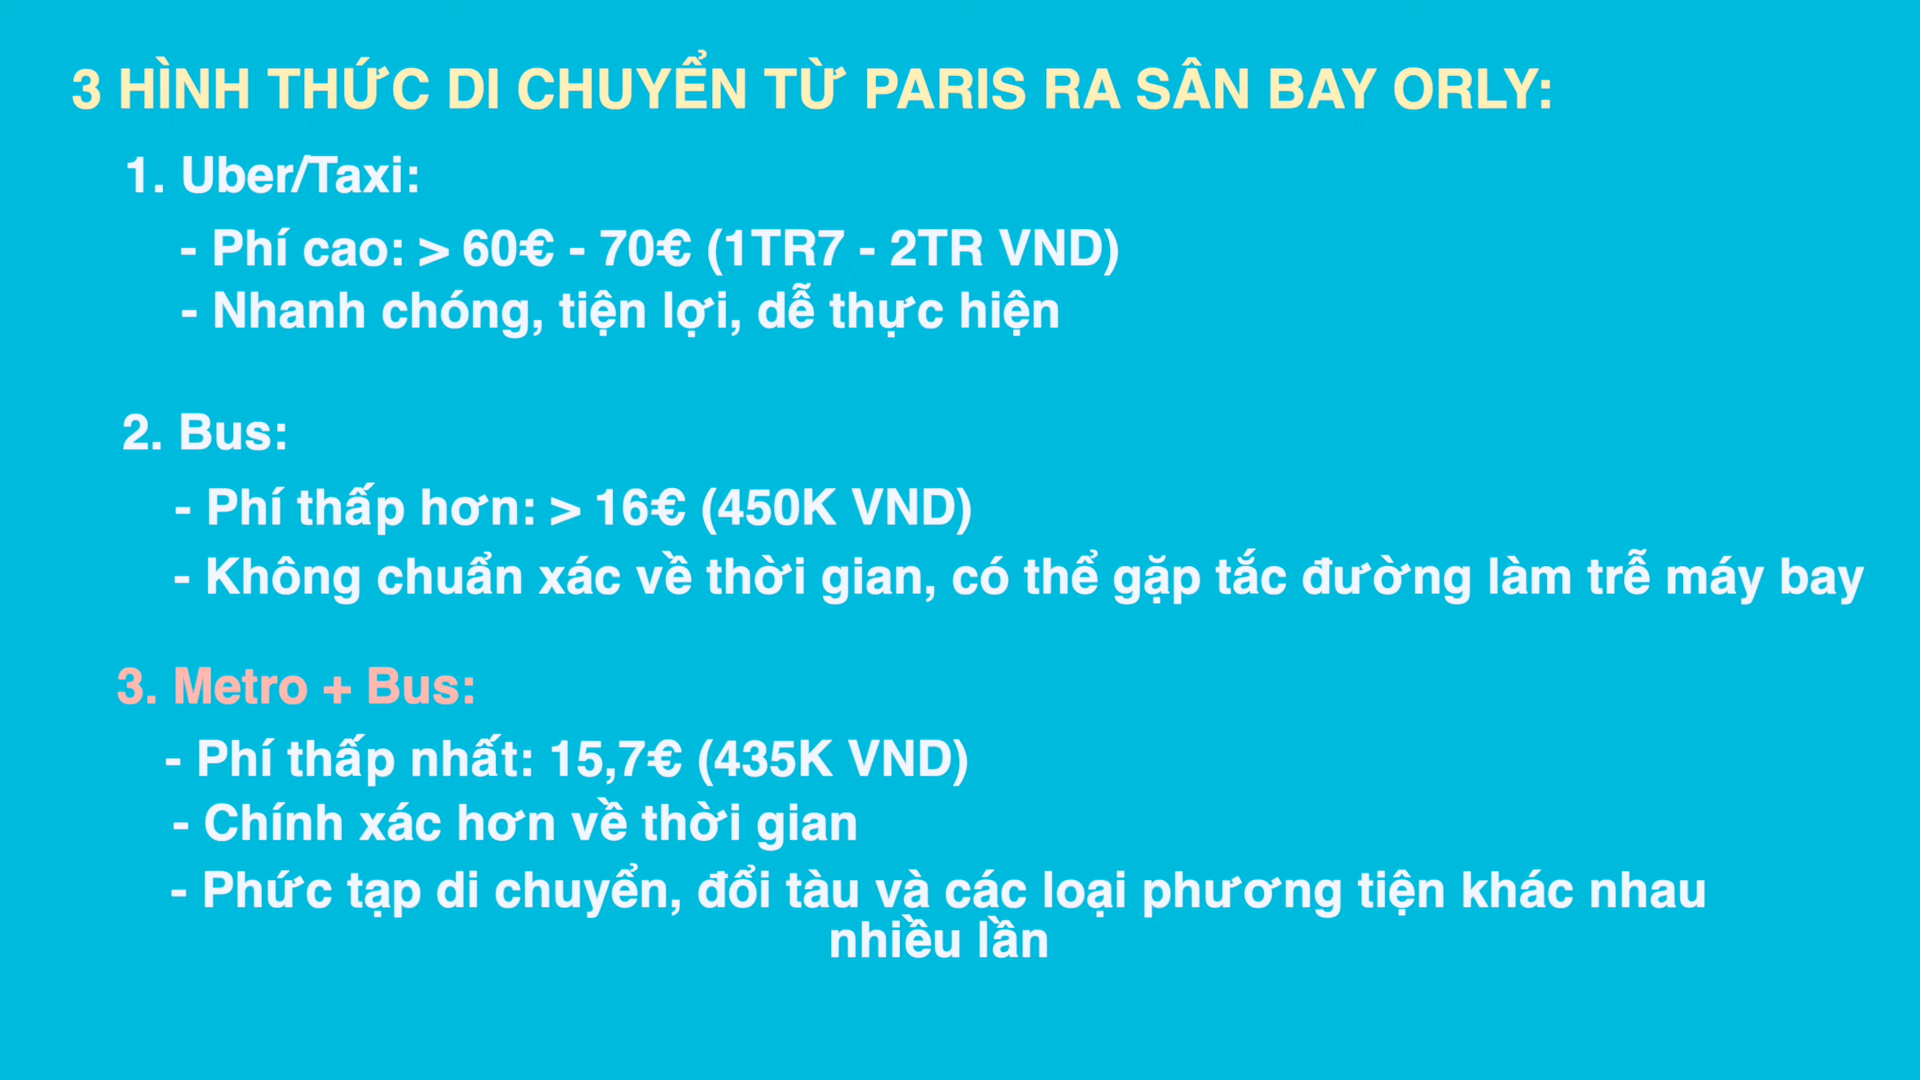 3 HÌNH THỨC DI CHUYỂN TỪ PARIS RA SÂN BAY ORLY:
1. Uber/Taxi:
- Phí cao: > 60€ - 70€ (1TR7 - 2TR VND)
- Nhanh chóng, tiện lợi, dễ thực hiện
2. Bus:
- Phí thấp hơn: > 16€ (450K VND)
- Không chuẩn xác về thời gian, có thể gặp tắc đường làm trễ máy bay
3. Metro + Bus:
- Phí thấp nhất: 15,7€ (435K VND)
- Chính xác hơn về thời gian
- Phức tạp di chuyển, đổi tàu và các loại phương tiện khác nhau
nhiều lần